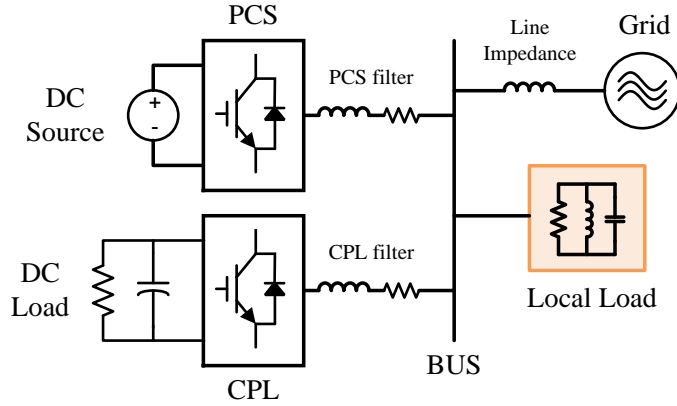 PCS
Line
Impedance
Grid
PCS filter
DC
Source
+
-
CPL filter
DC
Load
Local Load
BUS
CPL